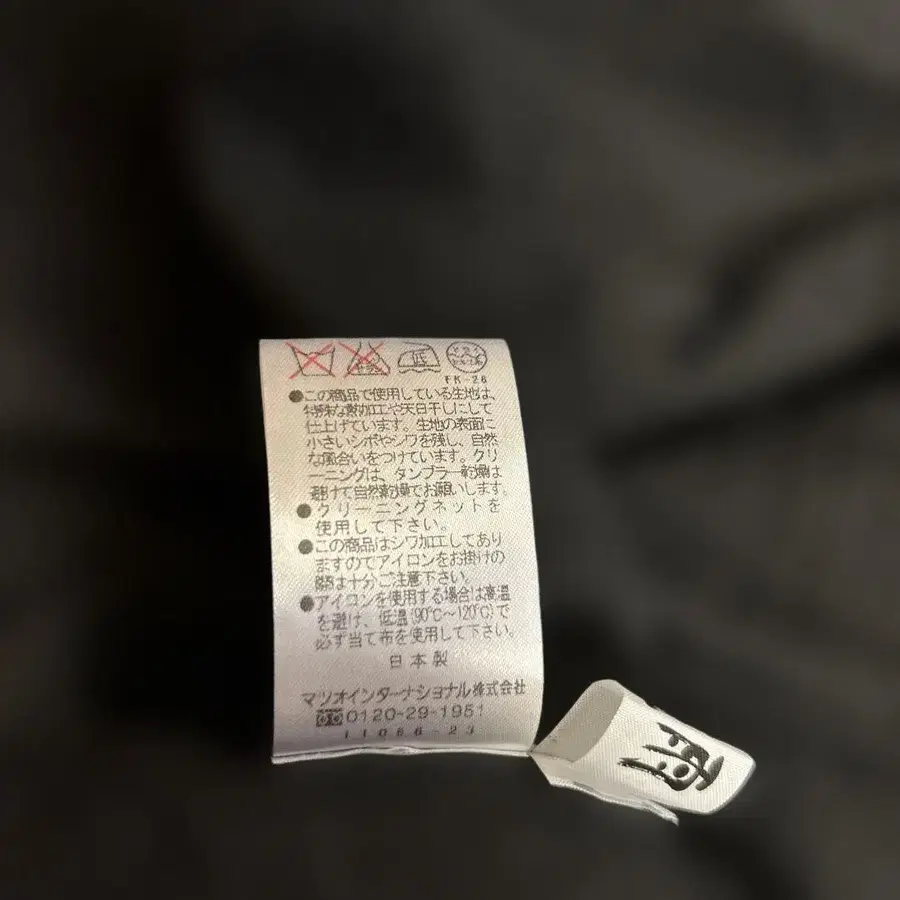 低
FK-26
●この商品で使用している生地は、
特殊な熱加工や天日干しにして
仕上げています。生地の表面に
小さいシボやシワを残し、自然
な風合いをつけています。クリ
ーニングは、タンブラー乾燥は
避けて自然乾燥でお願いします。
●クリーニングネットを
使用して下さい。
●この商品はシワ加工してあり
ますのでアイロンをお掛けの
際は十分ご注意下さい。
●アイロンを使用する場合は高温
を避け、低温(90℃～120℃)で
必ず当て布を使用して下さい。
日本製
マツオインターナショナル株式会社
0120-29-1951
11066-23